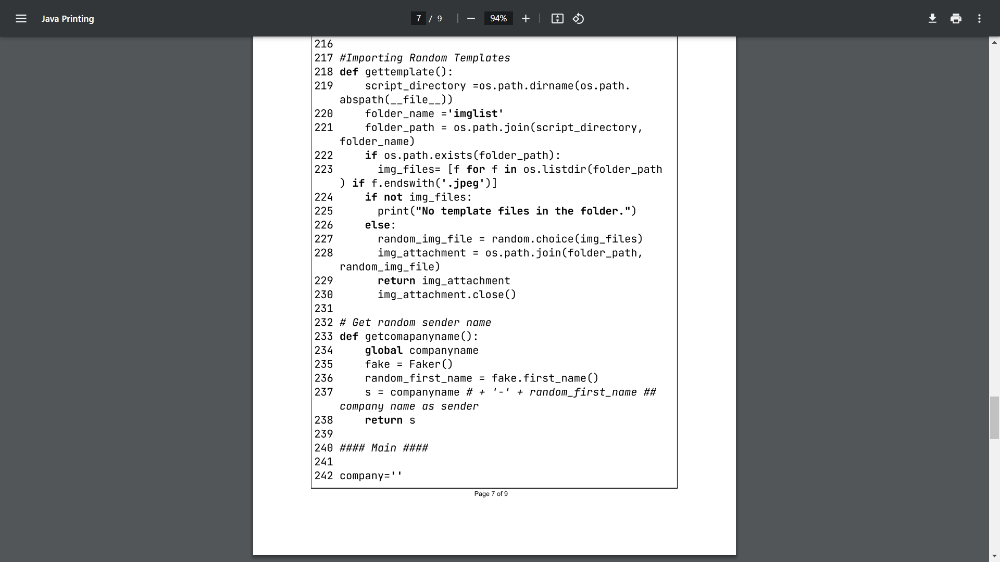 Java Printing
7 / 9
94%
216
217 #Importing Random Templates
218 def gettemplate():
219     script_directory =os.path.dirname(os.path.
    abspath(__file__))
220     folder_name ='imglist'
221     folder_path = os.path.join(script_directory,
    folder_name)
222     if os.path.exists(folder_path):
223       img_files= [f for f in os.listdir(folder_path
    ) if f.endswith('.jpeg')]
224     if not img_files:
225       print("No template files in the folder.")
226     else:
227       random_img_file = random.choice(img_files)
228       img_attachment = os.path.join(folder_path,
    random_img_file)
229       return img_attachment
230       img_attachment.close()
231
232 # Get random sender name
233 def getcomapanyname():
234     global companyname
235     fake = Faker()
236     random_first_name = fake.first_name()
237     s = companyname # + '-' + random_first_name ##
    company name as sender
238     return s
239
240 #### Main ####
241
242 company=''
Page 7 of 9